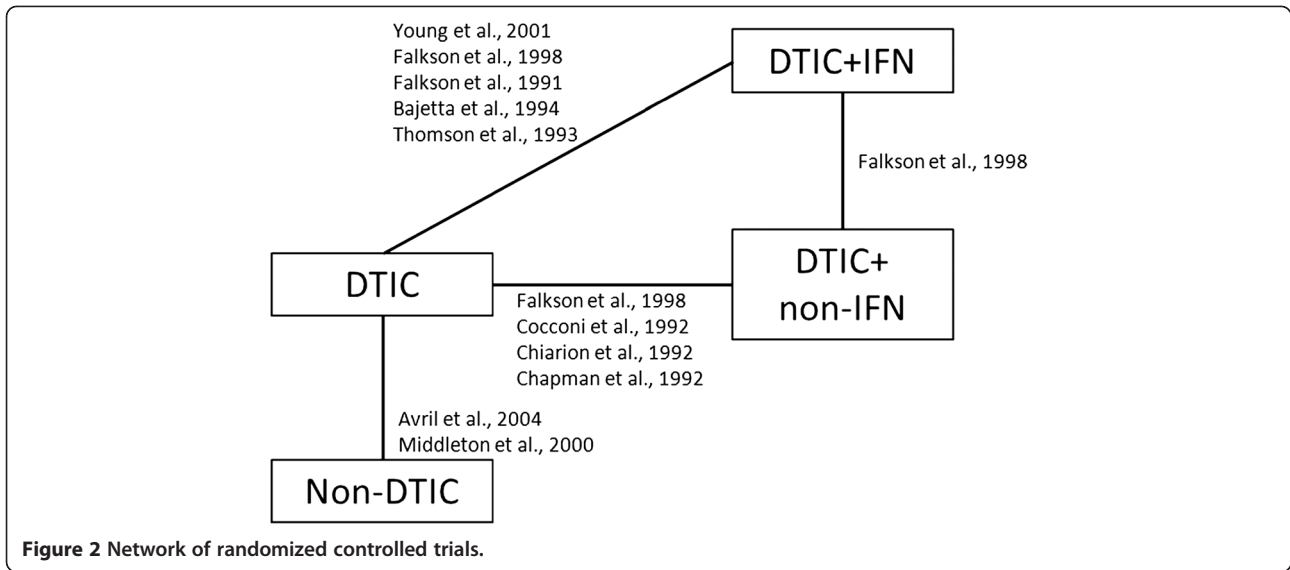 Young et al., 2001
Falkson et al., 1998
Falkson et al., 1991
Bajetta et al., 1994
Thomson et al., 1993
DTIC+IFN
Falkson et al., 1998
DTIC
DTIC+
non-IFN
Falkson et al., 1998
Cocconi et al., 1992
Chiarion et al., 1992
Chapman et al., 1992
Avril et al., 2004
Middleton et al., 2000
Non-DTIC
Figure 2 Network of randomized controlled trials.